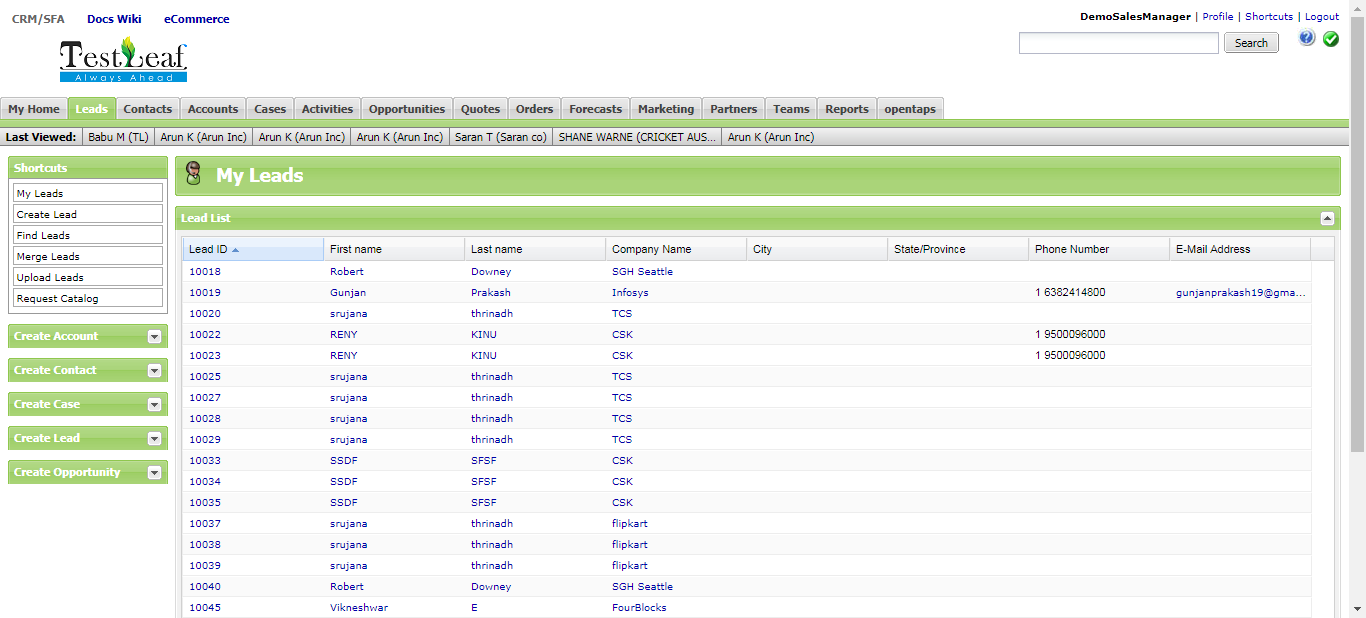 CRM/SFA Docs Wiki eCommerce
DemoSalesManager | Profile | Shortcuts | Logout
TestLeaf
Always Ahead
Search
?
My Home Leads Contacts Accounts Cases Activities Opportunities Quotes Orders Forecasts Marketing Partners Teams Reports opentaps
Last Viewed: Babu M (TL) Arun K (Arun Inc) Arun K (Arun Inc) Arun K (Arun Inc) Saran T (Saran co) SHANE WARNE (CRICKET AUS... Arun K (Arun Inc)
Shortcuts
My Leads
Create Lead
Find Leads
Merge Leads
Upload Leads
Request Catalog
Create Account
Create Contact
Create Case
Create Lead
Create Opportunity
My Leads
Lead List
Lead ID First name Last name Company Name City State/Province Phone Number E-Mail Address
10018 Robert Downey SGH Seattle
10019 Gunjan Prakash Infosys 1 6382414800 gunjanprakash19@gma...
10020 srujana thrinadh TCS
10022 RENY KINU CSK 1 9500096000
10023 RENY KINU CSK 1 9500096000
10025 srujana thrinadh TCS
10027 srujana thrinadh TCS
10028 srujana thrinadh TCS
10029 srujana thrinadh TCS
10033 SSDF SFSF CSK
10034 SSDF SFSF CSK
10035 SSDF SFSF CSK
10037 srujana thrinadh flipkart
10038 srujana thrinadh flipkart
10039 srujana thrinadh flipkart
10040 Robert Downey SGH Seattle
10045 Vikneshwar E FourBlocks